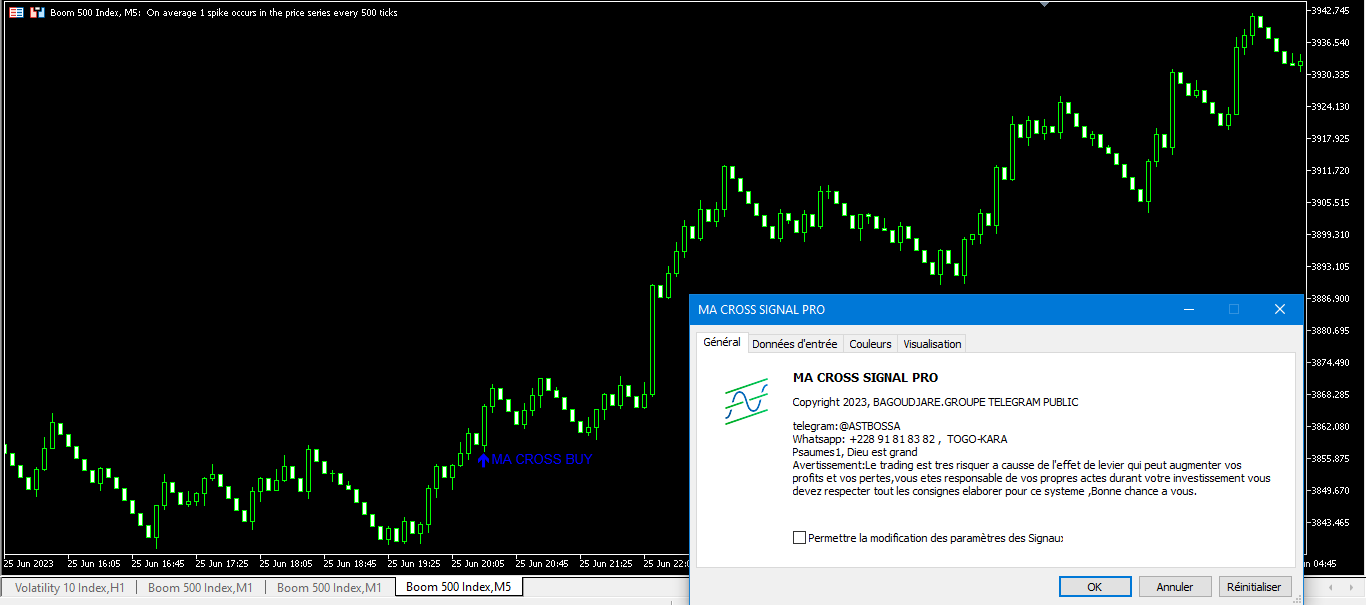 Boom 500 Index, M5: On average 1 spike occurs in the price series every 500 ticks
3942.745
3936.540
3930.335
3924.130
3917.925
3911.720
3905.515
3899.310
3893.105
3886.900
3880.695
3874.490
3868.285
3862.080
3855.875
3849.670
3843.465
MA CROSS BUY
MA CROSS SIGNAL PRO
Général Données d'entrée Couleurs Visualisation
MA CROSS SIGNAL PRO
Copyright 2023, BAGOUDJARE.GROUPE TELEGRAM PUBLIC
telegram:@ASTBOSSA
Whatsapp: +228 91 81 83 82 , TOGO-KARA
Psaumes1, Dieu est grand
Avertissement:Le trading est tres risquer a causse de l'effet de levier qui peut augmenter vos
profits et vos pertes,vous etes responsable de vos propres actes durant votre investissement vous
devez respecter tout les consignes elaborer pour ce systeme ,Bonne chance a vous.
Permettre la modification des paramètres des Signaux
OK Annuler Réinitialiser
25 Jun 2023 25 Jun 16:05 25 Jun 16:45 25 Jun 17:25 25 Jun 18:05 25 Jun 18:45 25 Jun 19:25 25 Jun 20:05 25 Jun 20:45 25 Jun 21:25 25 Jun 22:0 04:45
Volatility 10 Index,H1 Boom 500 Index,M1 Boom 300 Index,M1 Boom 500 Index,M5